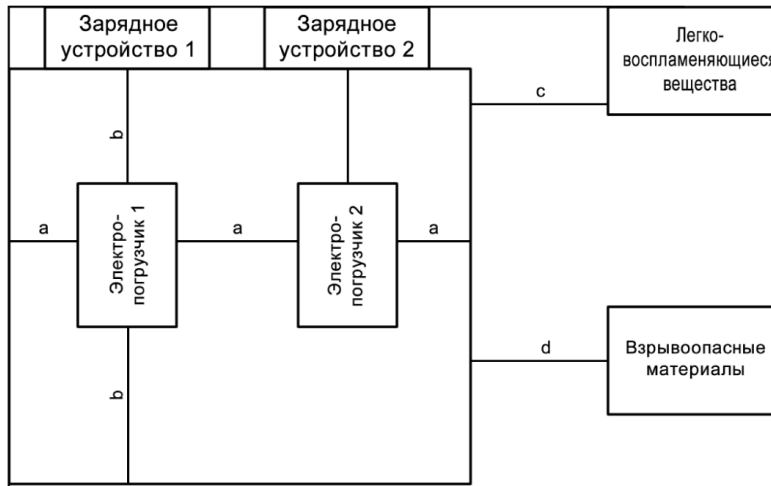 Зарядное
устройство 1
Зарядное
устройство 2
Легко-
воспламеняющиеся
вещества
c
b
a
Электро-
погрузчик 1
a
Электро-
погрузчик 2
a
b
d
Взрывоопасные
материалы